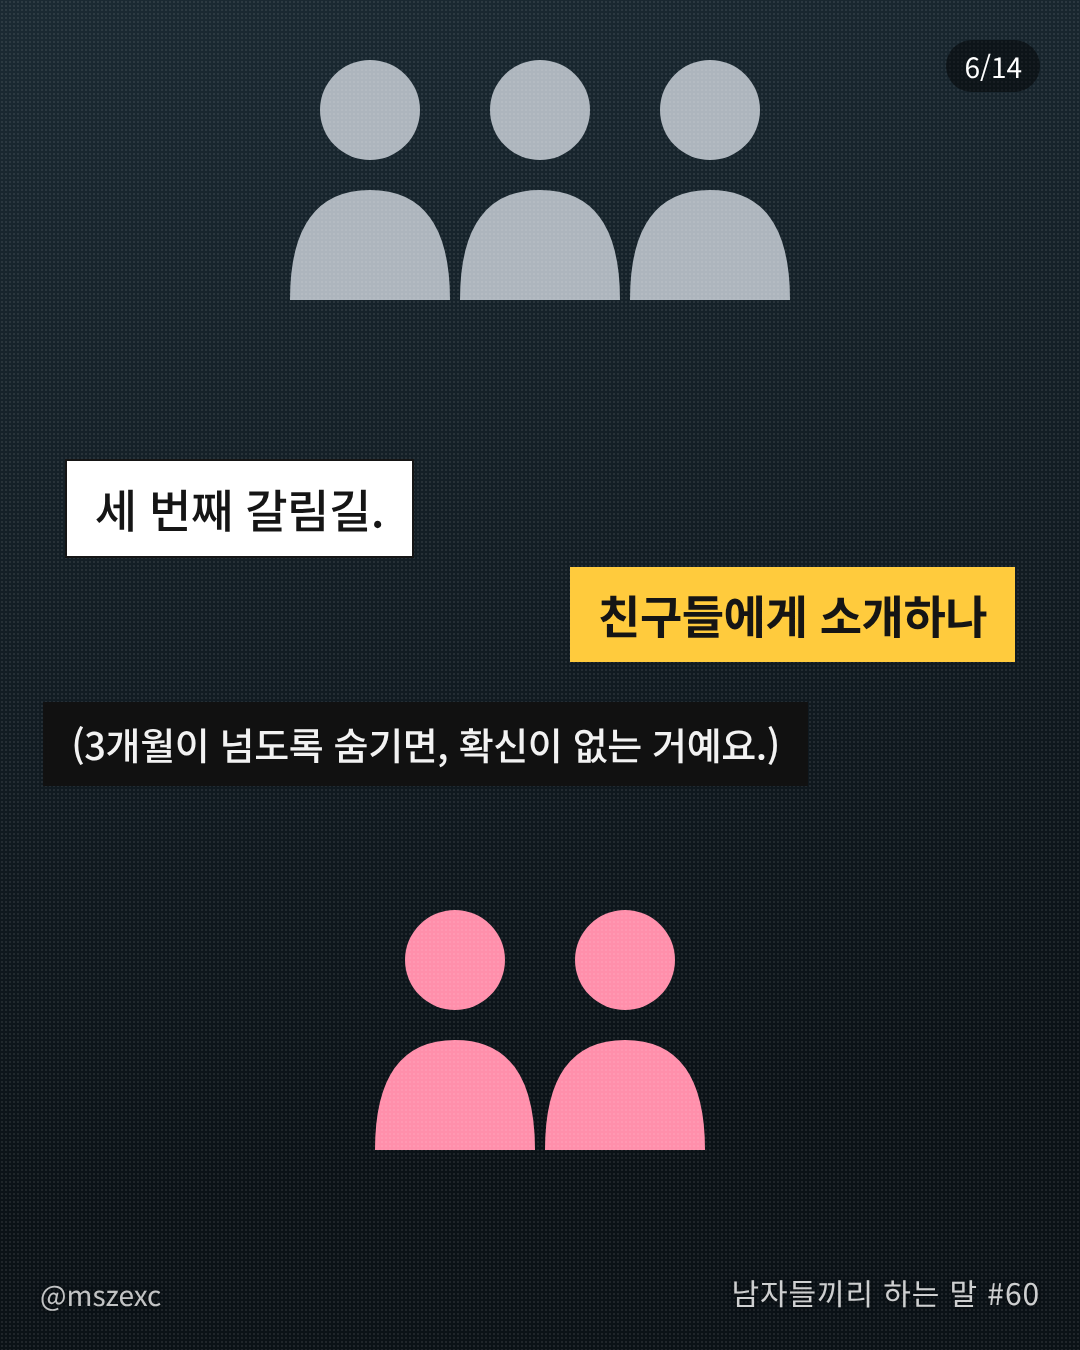 6/14
세 번째 갈림길.
친구들에게 소개하나
(3개월이 넘도록 숨기면, 확신이 없는 거예요.)
@mszexc
남자들끼리 하는 말 #60